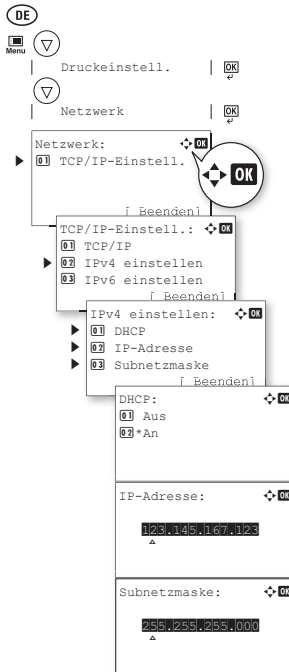 DE
Menu
Druckeinstell. OK
Netzwerk OK
Netzwerk: OK
01 TCP/IP-Einstell.
OK
[ Beenden]
TCP/IP-Einstell.: OK
01 TCP/IP
02 IPv4 einstellen
03 IPv6 einstellen
[ Beenden]
IPv4 einstellen: OK
01 DHCP
02 IP-Adresse
03 Subnetzmaske
[ Beenden]
DHCP: OK
01 Aus
02 *An
IP-Adresse: OK
123.145.167.123
Subnetzmaske: OK
255.255.255.000